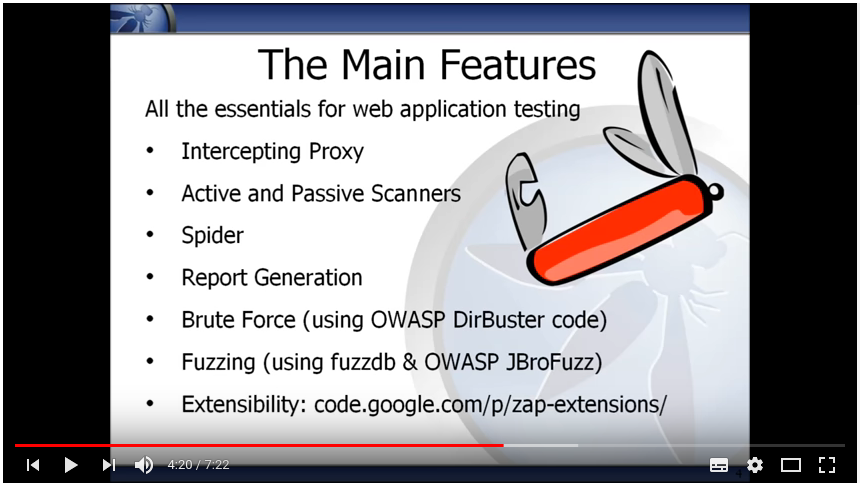 The Main Features
All the essentials for web application testing
• Intercepting Proxy
• Active and Passive Scanners
• Spider
• Report Generation
• Brute Force (using OWASP DirBuster code)
• Fuzzing (using fuzzdb & OWASP JBroFuzz)
• Extensibility: code.google.com/p/zap-extensions/
4:20 / 7:22